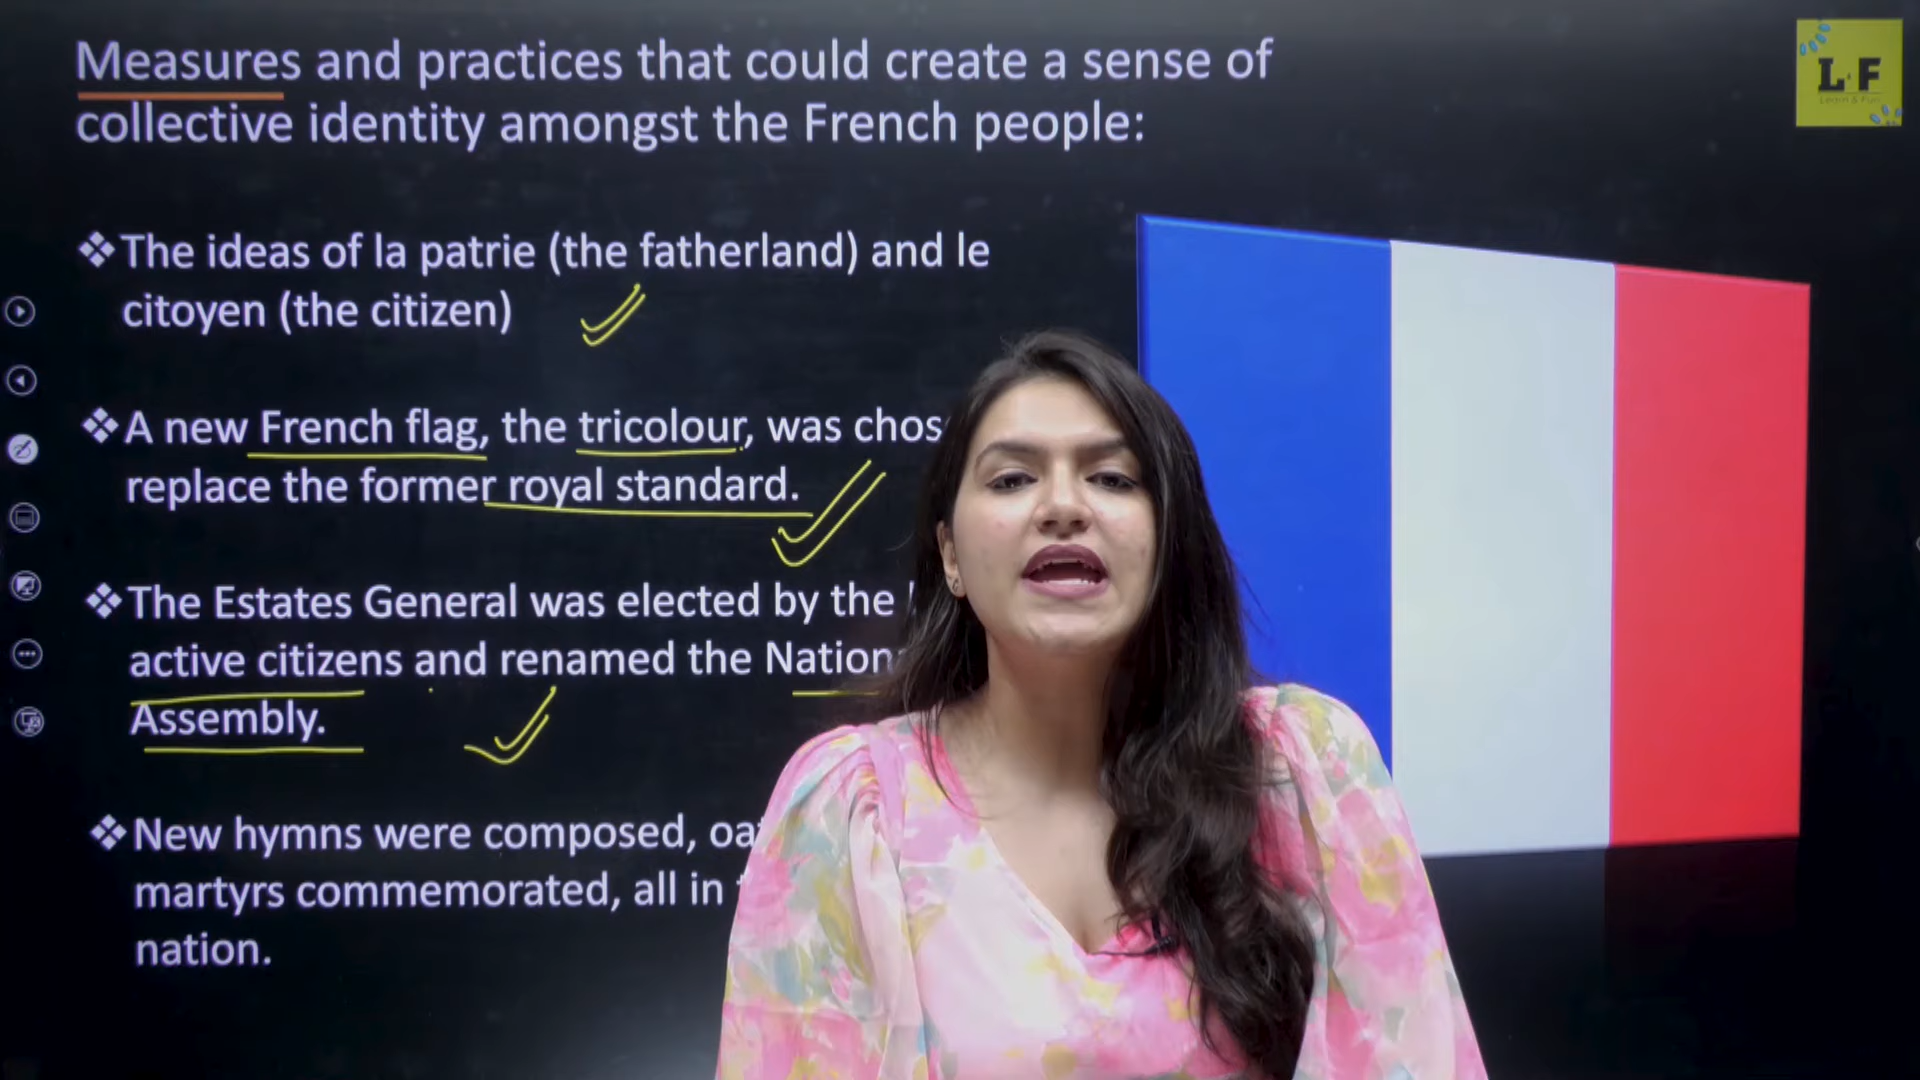 Measures and practices that could create a sense of
collective identity amongst the French people:
❖The ideas of la patrie (the fatherland) and le
citoyen (the citizen)
❖A new French flag, the tricolour, was
replace the former royal standard.
❖The Estates General was elected by the
active citizens and renamed the
Assembly.
❖New hymns were composed,
martyrs commemorated, all in
nation.
L&F
Learn & Fun